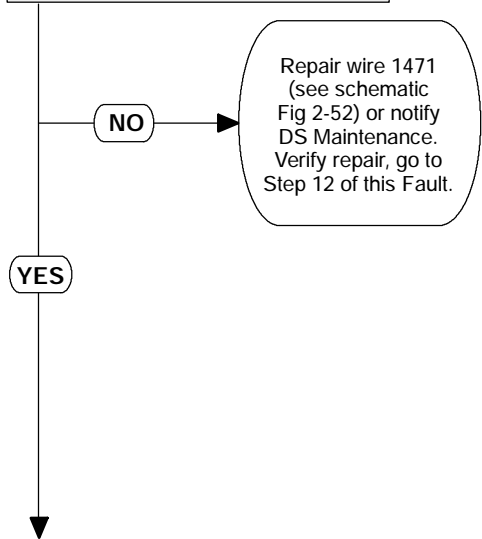 Repair wire 1471
(see schematic
Fig 2-52) or notify
DS Maintenance.
Verify repair, go to
Step 12 of this Fault.
NO
YES